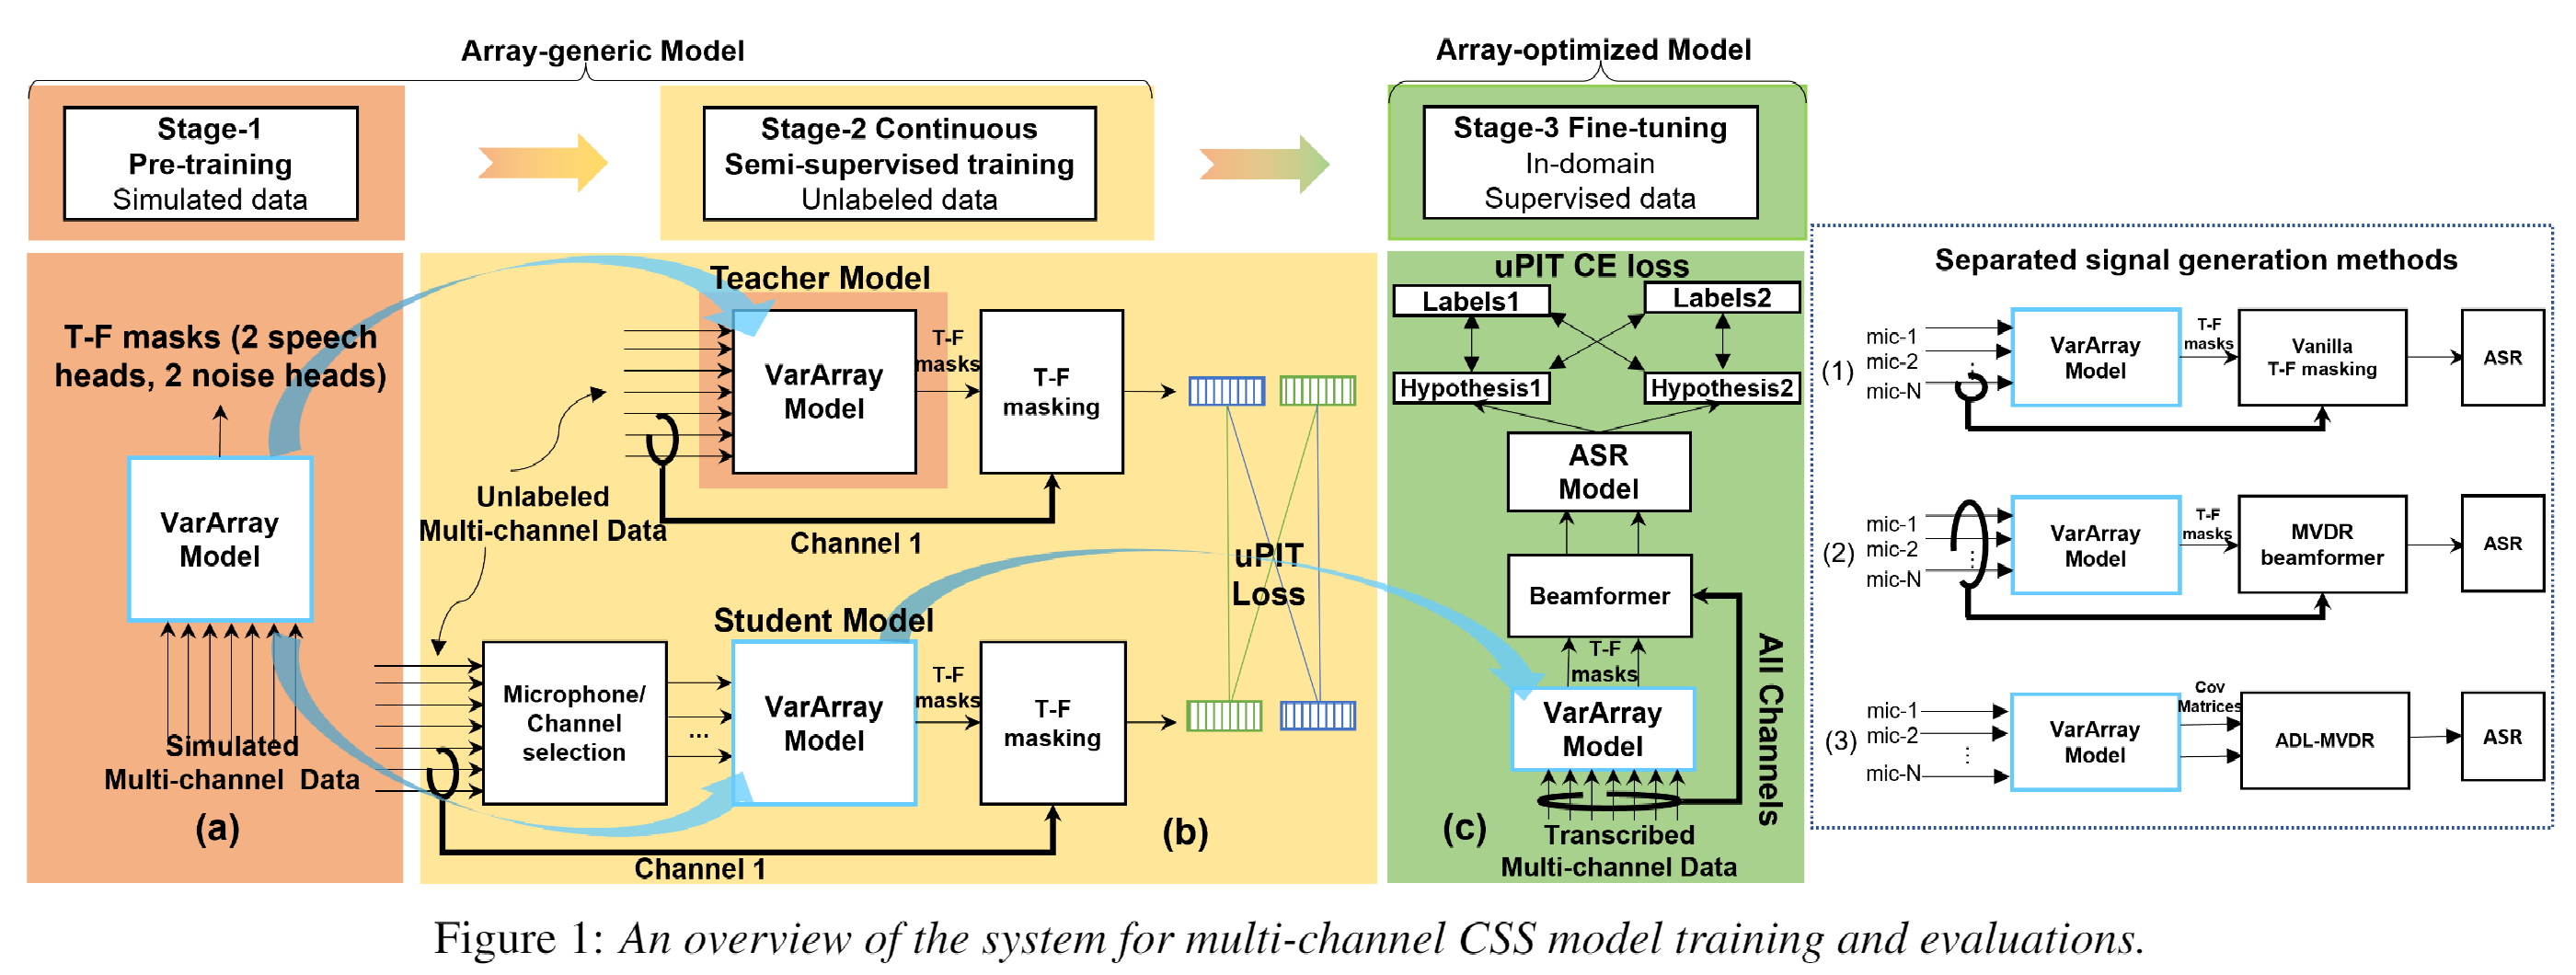 Array-generic Model
Array-optimized Model
Stage-1
Pre-training
Simulated data
Stage-2 Continuous
Semi-supervised training
Unlabeled data
Stage-3 Fine-tuning
In-domain
Supervised data
T-F masks (2 speech
heads, 2 noise heads)
VarArray
Model
Simulated
Multi-channel Data
(a)
Teacher Model
VarArray
Model
T-F
masks
T-F
masking
Unlabeled
Multi-channel Data
Channel 1
uPIT
Loss
Student Model
Microphone/
Channel
selection
...
VarArray
Model
T-F
masks
T-F
masking
Channel 1
(b)
uPIT CE loss
Labels1
Labels2
Hypothesis1
Hypothesis2
ASR
Model
Beamformer
T-F
masks
VarArray
Model
All Channels
(c)
Transcribed
Multi-channel Data
Separated signal generation methods
(1)
mic-1
mic-2
mic-N
VarArray
Model
T-F
masks
Vanilla
T-F masking
ASR
(2)
mic-1
mic-2
mic-N
VarArray
Model
T-F
masks
MVDR
beamformer
ASR
(3)
mic-1
mic-2
mic-N
VarArray
Model
Cov
Matrices
ADL-MVDR
ASR
Figure 1: An overview of the system for multi-channel CSS model training and evaluations.